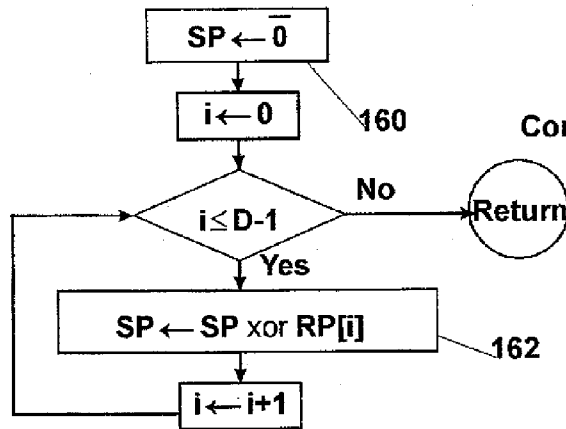 SP ← 0̅
i ← 0
160
Cor
i ≤ D-1
No
Return
Yes
SP ← SP xor RP[i]
162
i ← i+1